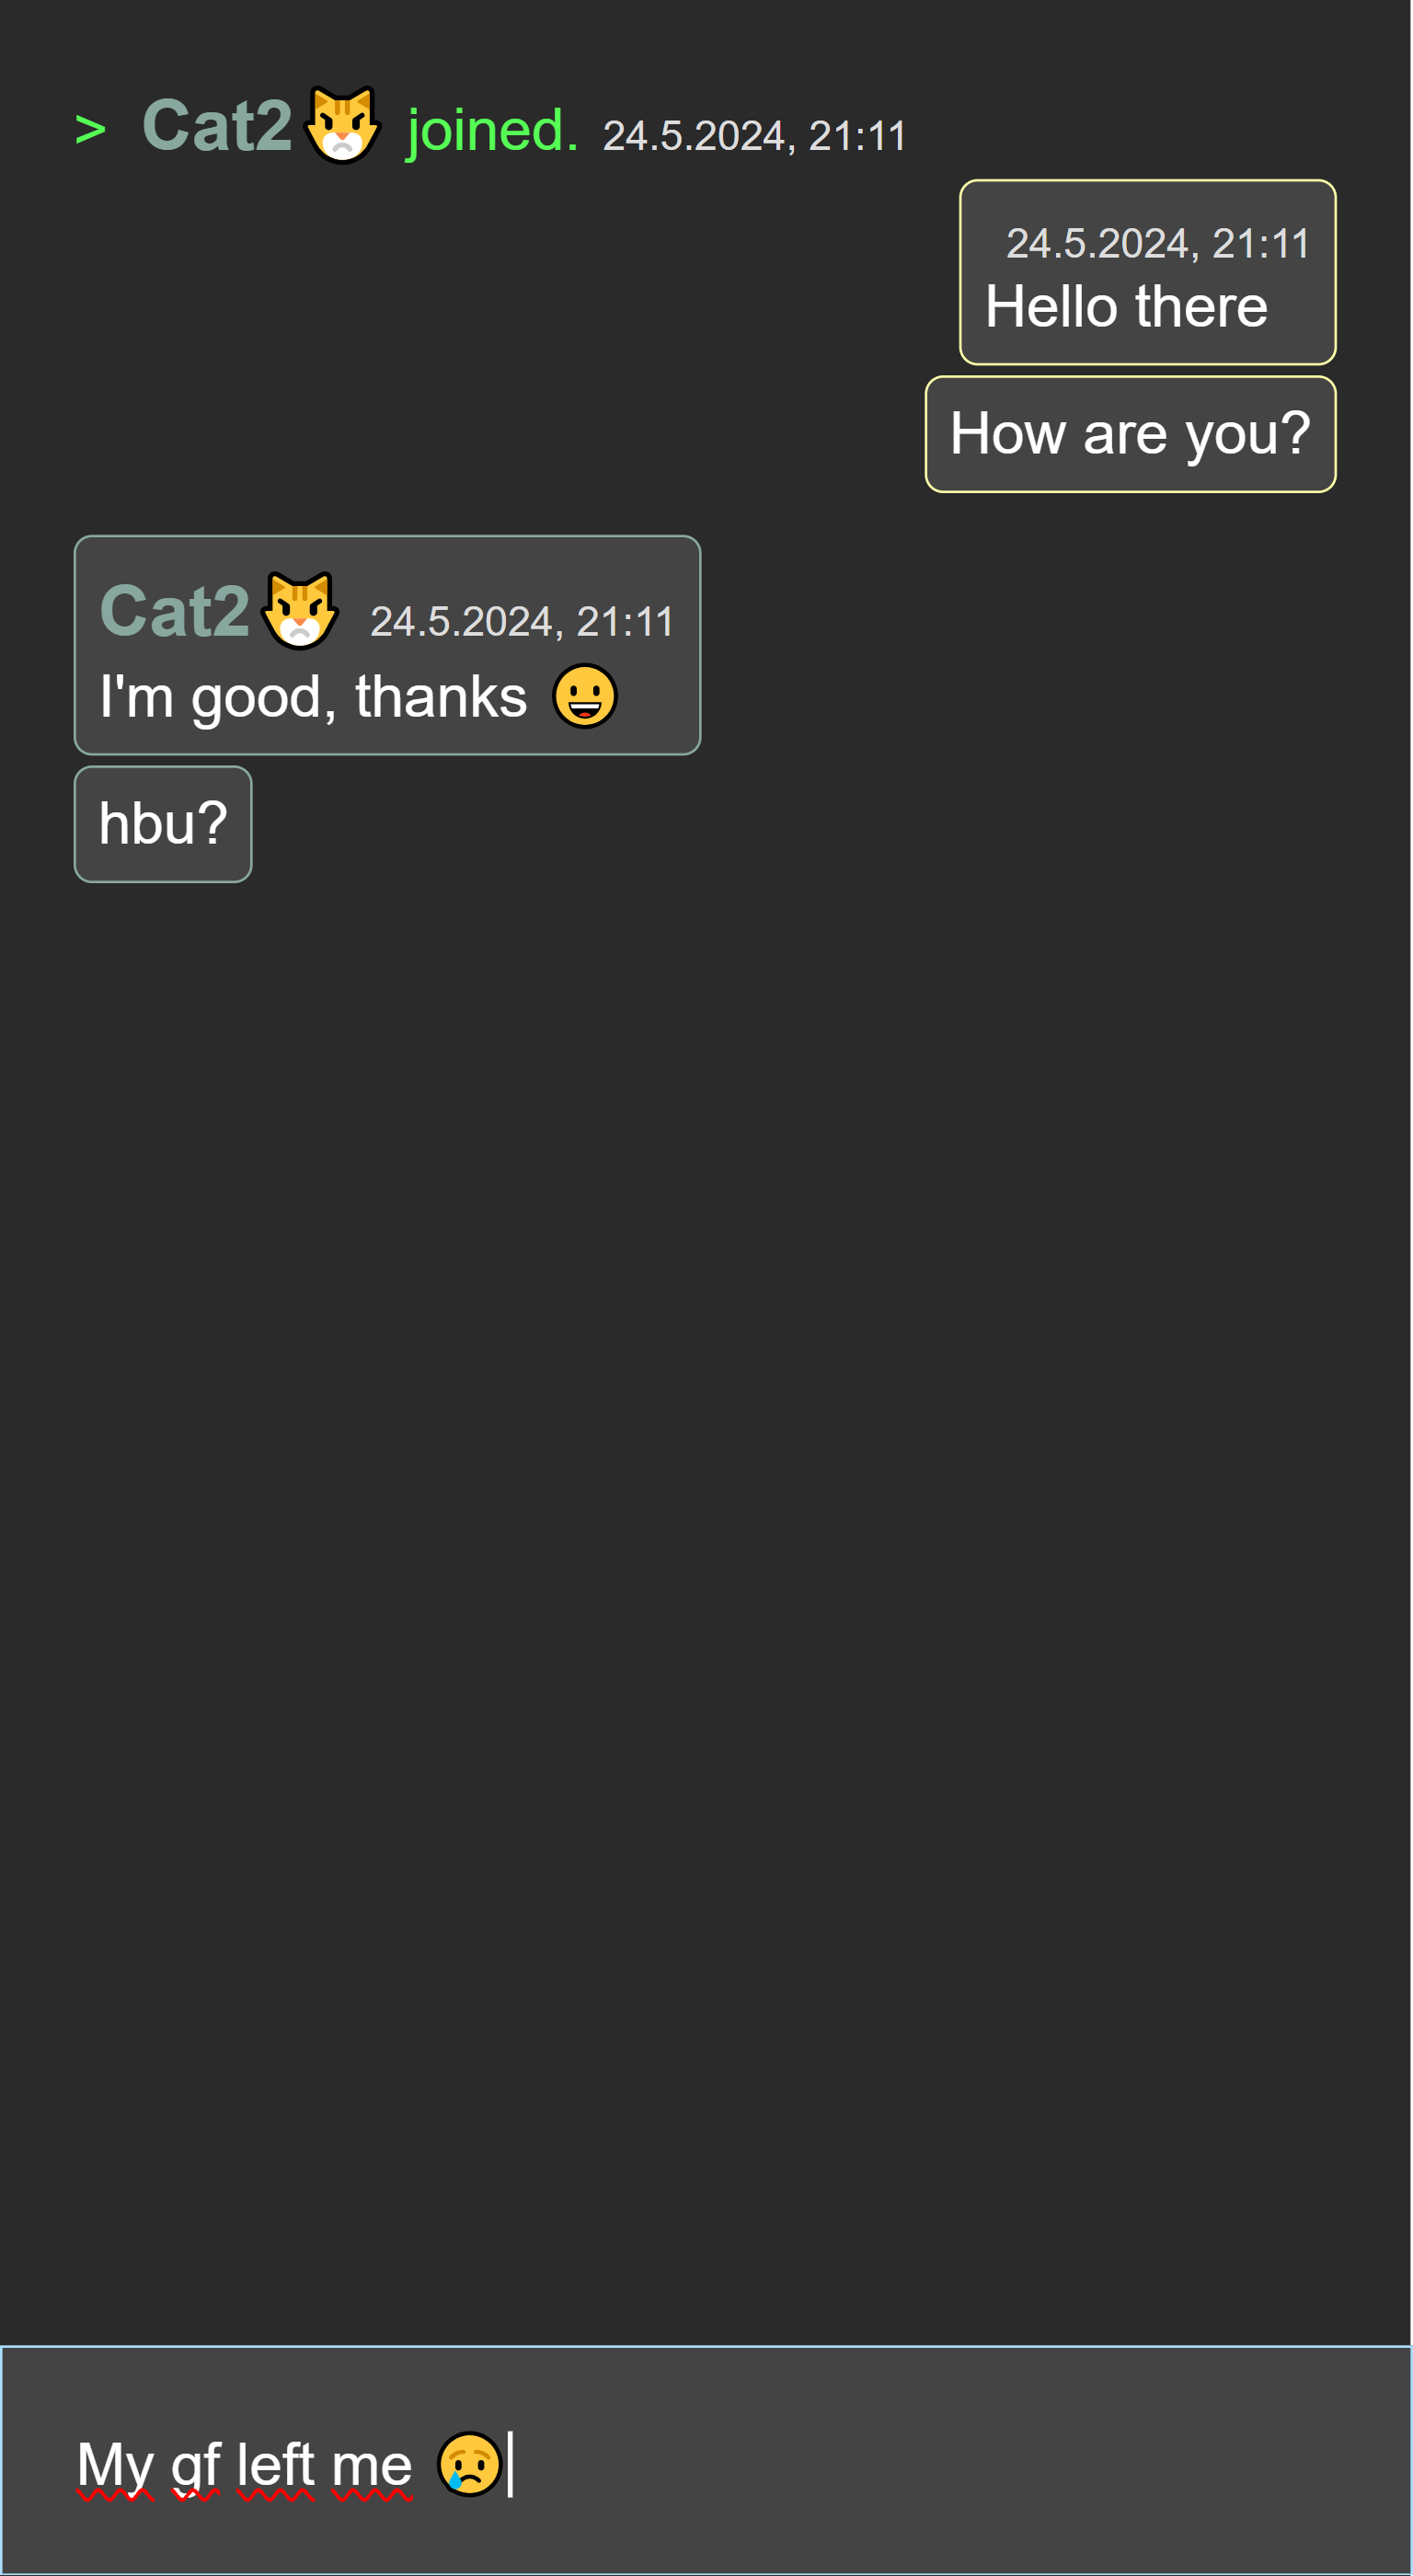 > Cat2😾 joined. 24.5.2024, 21:11
24.5.2024, 21:11
Hello there
How are you?
Cat2😾 24.5.2024, 21:11
I'm good, thanks 😀
hbu?
My gf left me 😢